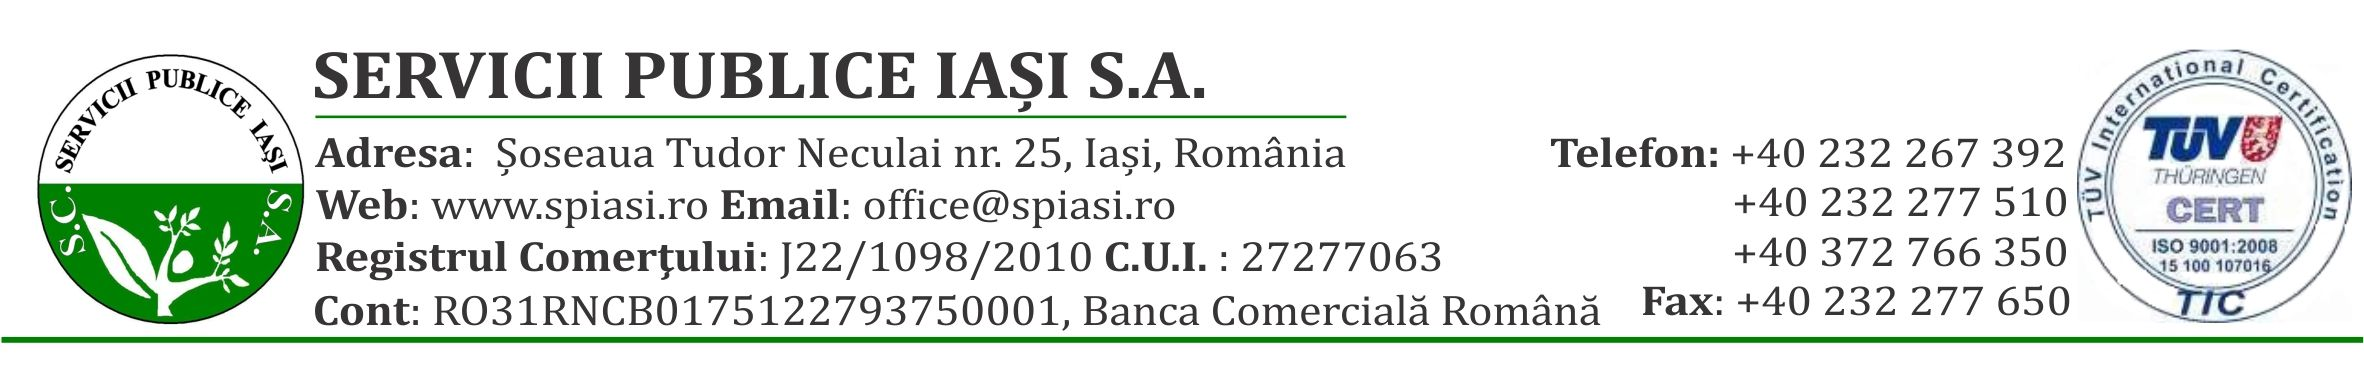 S.C. SERVICII PUBLICE IAȘI S.A.
SERVICII PUBLICE IAȘI S.A.
Adresa: Șoseaua Tudor Neculai nr. 25, Iași, România
Web: www.spiasi.ro Email: office@spiasi.ro
Registrul Comerţului: J22/1098/2010 C.U.I. : 27277063
Cont: RO31RNCB0175122793750001, Banca Comercială Română
Telefon: +40 232 267 392
+40 232 277 510
+40 372 766 350
Fax: +40 232 277 650
TÜV International Certification
TÜV
THÜRINGEN
CERT
ISO 9001:2008
15 100 107016
TIC